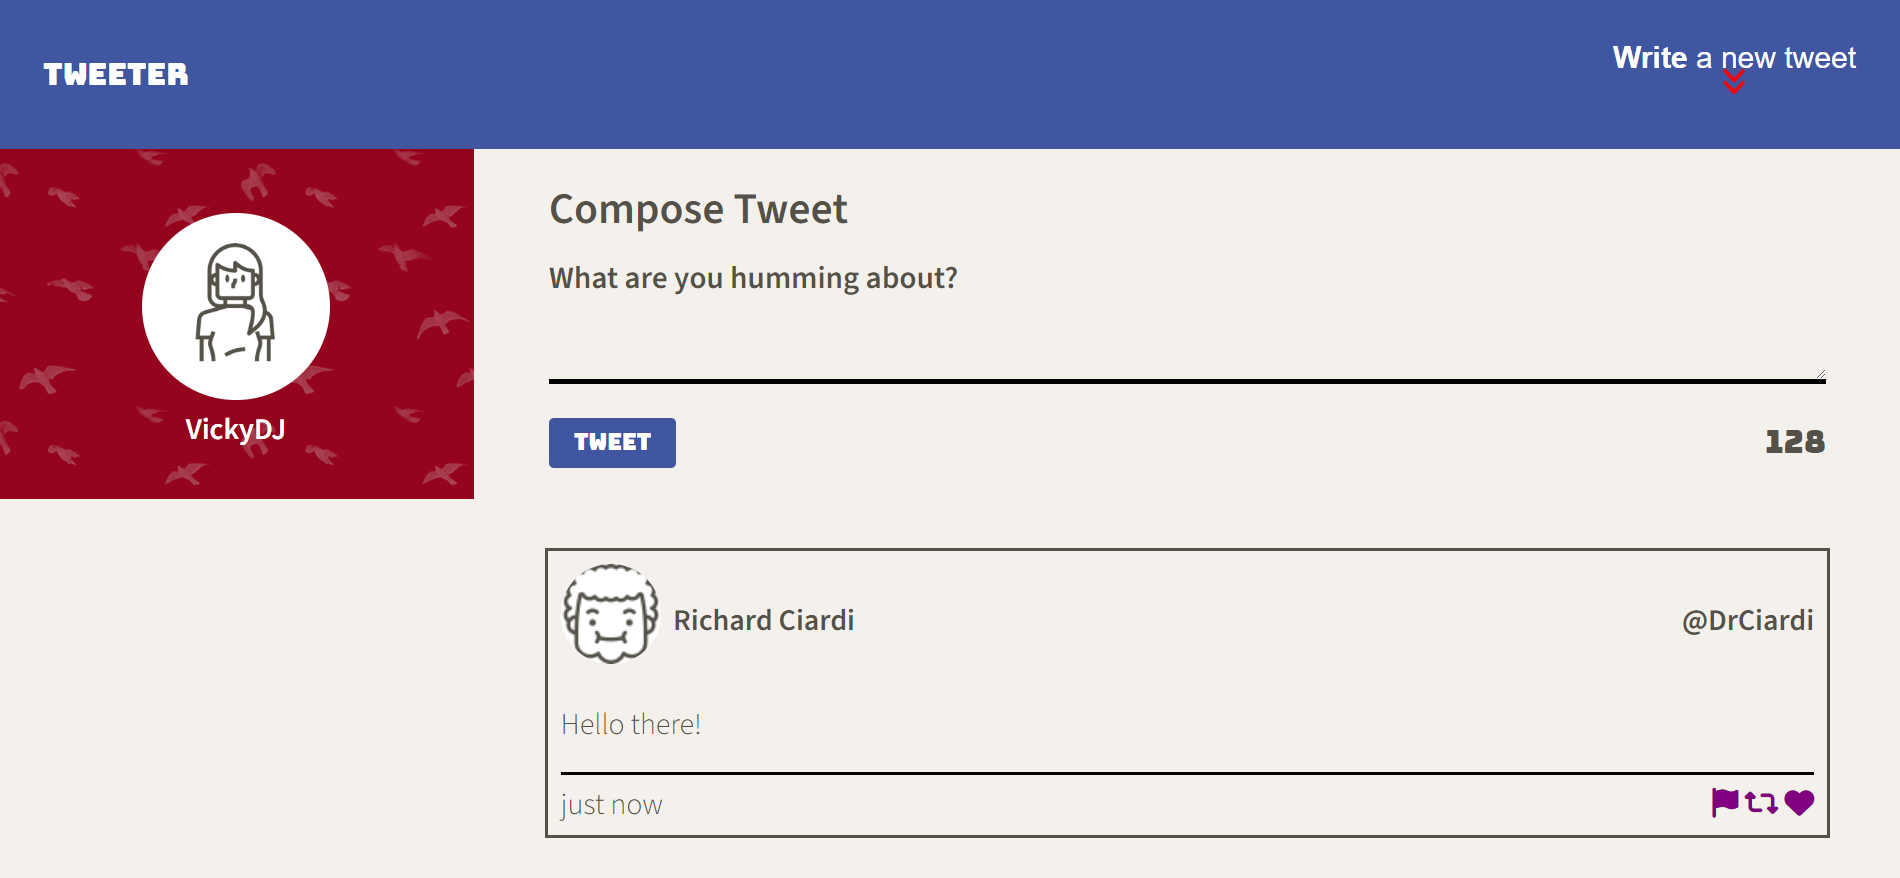 TWEETER
Write a new tweet
VickyDJ
Compose Tweet
What are you humming about?
TWEET
128
Richard Ciardi
@DrCiardi
Hello there!
just now